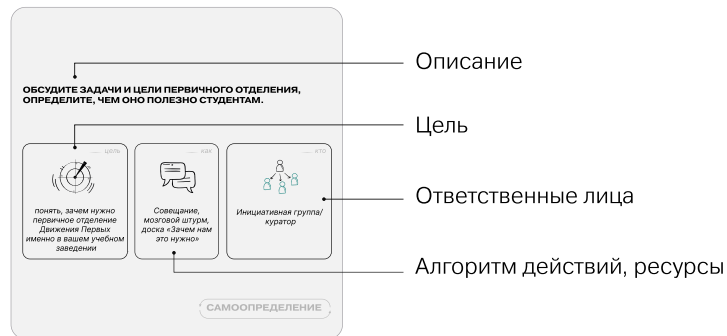 ОБСУДИТЕ ЗАДАЧИ И ЦЕЛИ ПЕРВИЧНОГО ОТДЕЛЕНИЯ,
ОПРЕДЕЛИТЕ, ЧЕМ ОНО ПОЛЕЗНО СТУДЕНТАМ.
ЦЕЛЬ
понять, зачем нужно
первичное отделение
Движения Первых
именно в вашем учебном
заведении
КАК
Совещание,
мозговой штурм,
доска «Зачем нам
это нужно»
КТО
Инициативная группа/
куратор
САМООПРЕДЕЛЕНИЕ
Описание
Цель
Ответственные лица
Алгоритм действий, ресурсы